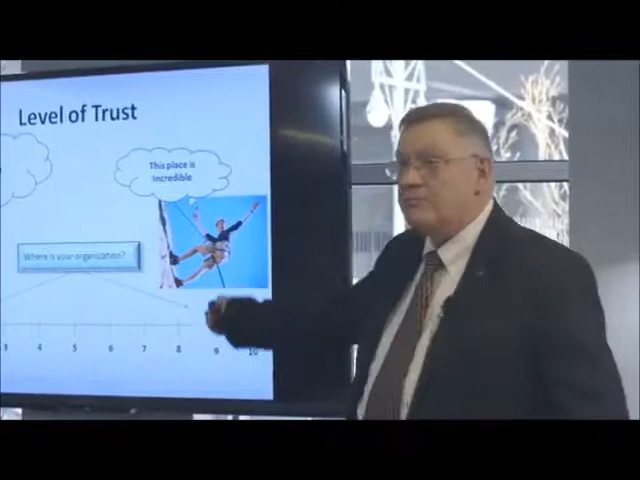 Level of Trust
This place is
Incredible
Where is your organization?
3 4 5 6 7 8 9 10